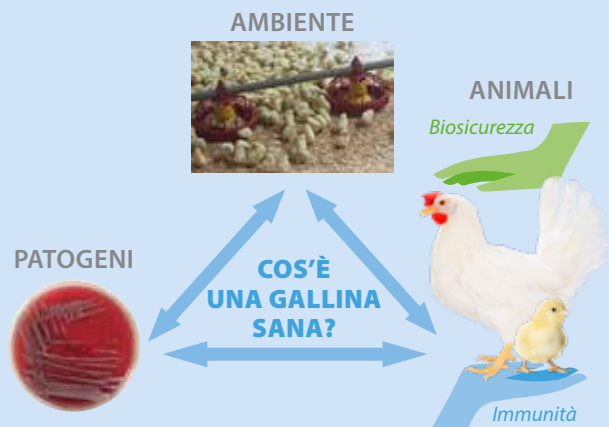 AMBIENTE
ANIMALI
Biosicurezza
PATOGENI
COS'È
UNA GALLINA
SANA?
Immunità